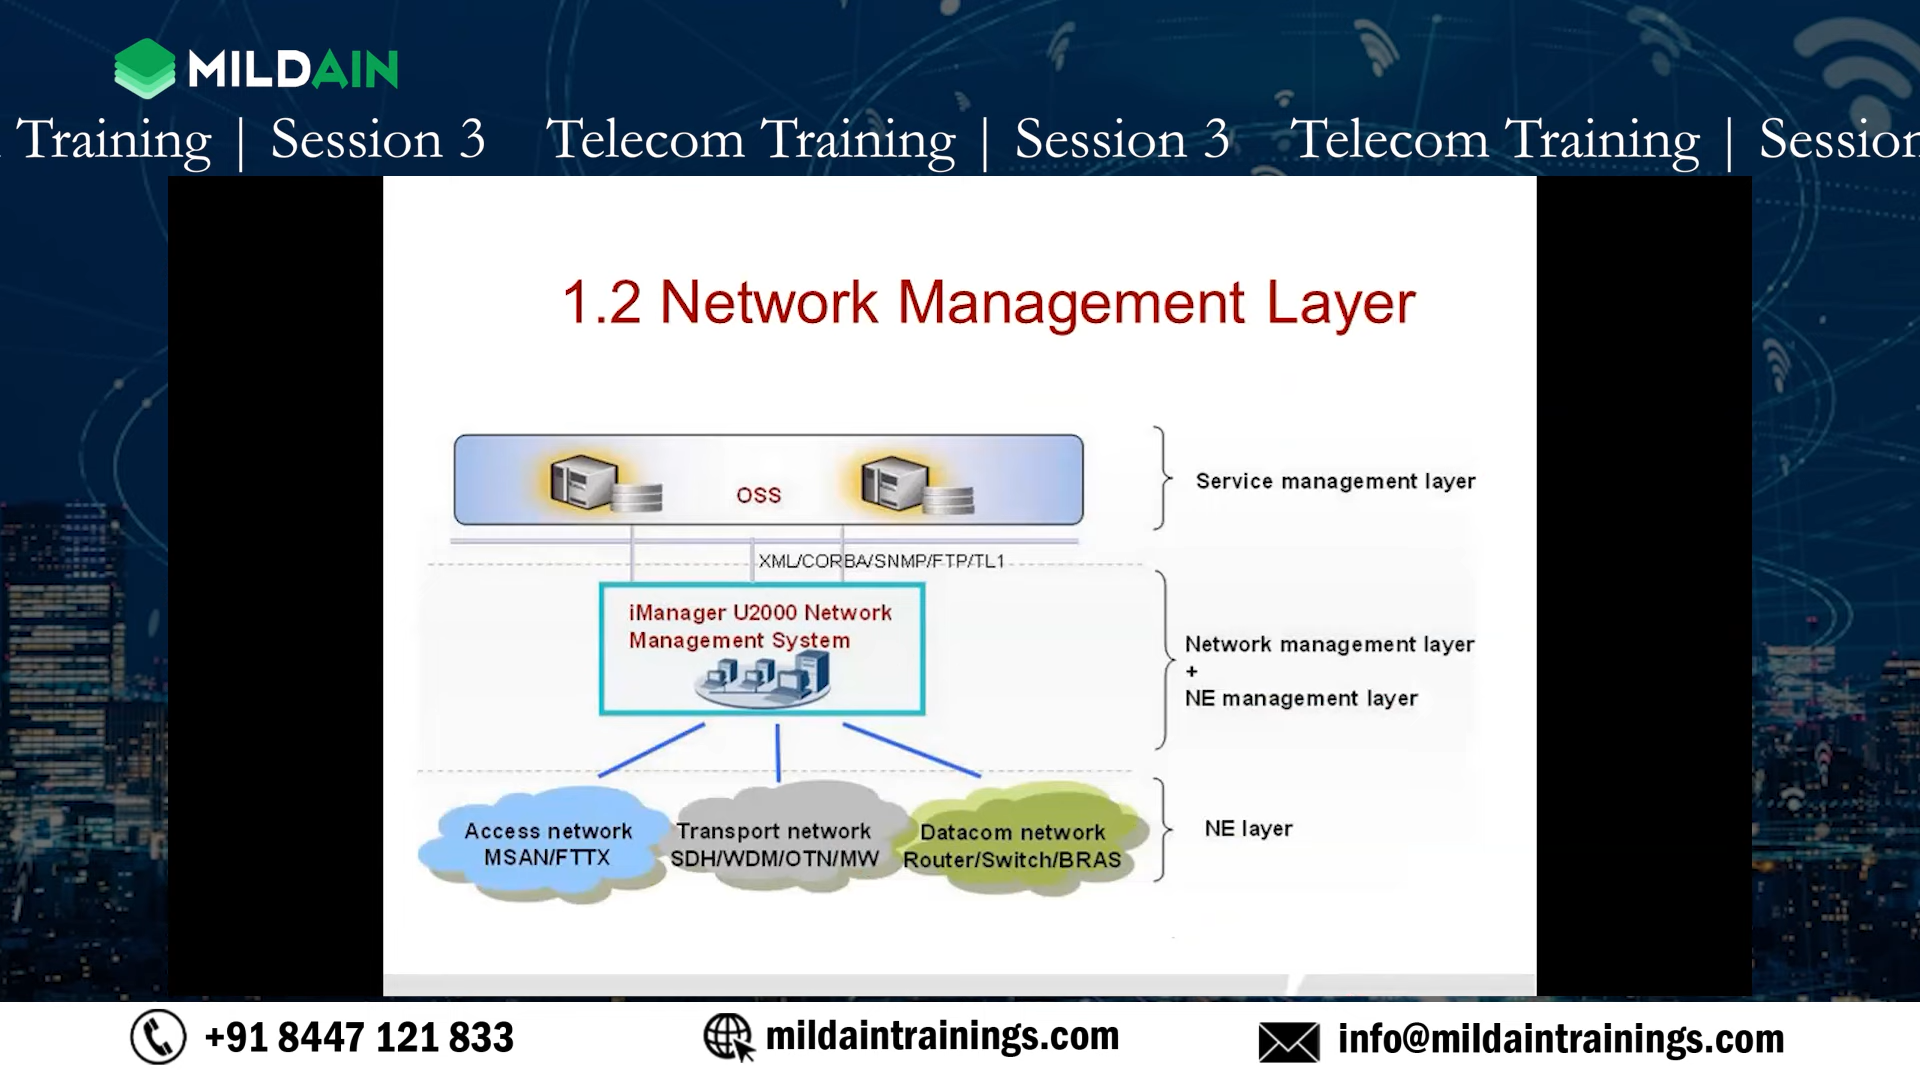 MILDAIN
Training | Session 3 Telecom Training | Session 3 Telecom Training | Session
1.2 Network Management Layer
OSS
Service management layer
XML/CORBA/SNMP/FTP/TL1
iManager U2000 Network
Management System
Network management layer
+
NE management layer
Access network
MSAN/FTTX
Transport network
SDH/WDM/OTN/MW
Datacom network
Router/Switch/BRAS
NE layer
+91 8447 121 833
mildaintrainings.com
info@mildaintrainings.com